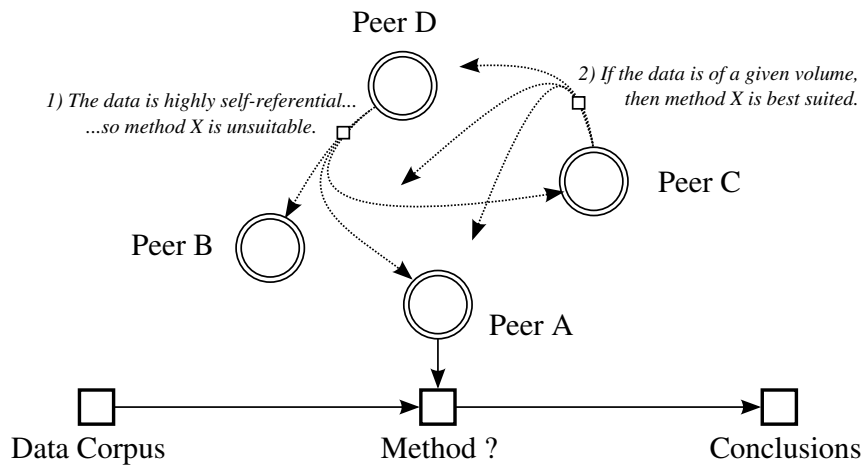 Peer D
1) The data is highly self-referential...
...so method X is unsuitable.
2) If the data is of a given volume,
then method X is best suited.
Peer C
Peer B
Peer A
Data Corpus
Method ?
Conclusions